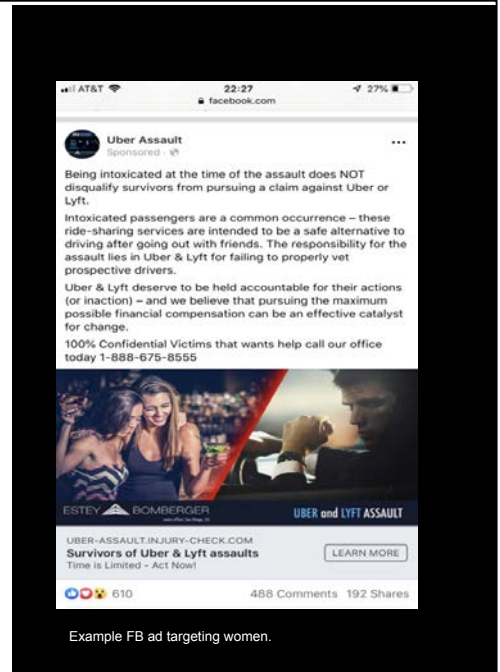 AT&T 22:27 27%
facebook.com
Uber Assault
Sponsored ·
Being intoxicated at the time of the assault does NOT
disqualify survivors from pursuing a claim against Uber or
Lyft.
Intoxicated passengers are a common occurrence – these
ride-sharing services are intended to be a safe alternative to
driving after going out with friends. The responsibility for the
assault lies in Uber & Lyft for failing to properly vet
prospective drivers.
Uber & Lyft deserve to be held accountable for their actions
(or inaction) – and we believe that pursuing the maximum
possible financial compensation can be an effective catalyst
for change.
100% Confidential Victims that wants help call our office
today 1-888-675-8555
ESTEY BOMBERGER
UBER and LYFT ASSAULT
UBER-ASSAULT.INJURY-CHECK.COM
Survivors of Uber & Lyft assaults
Time is Limited - Act Now!
LEARN MORE
610 488 Comments 192 Shares
Example FB ad targeting women.